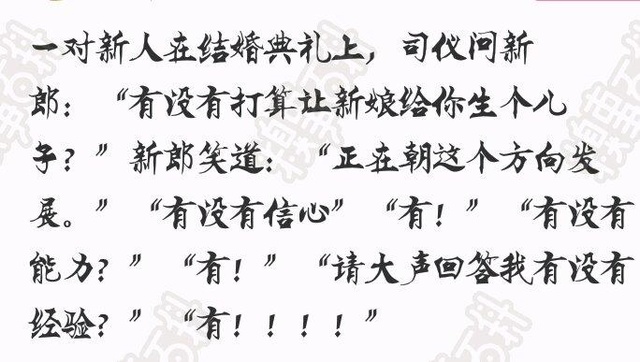 一对新人在结婚典礼上，司仪问新
郎：“有没有打算让新娘给你生个儿
子？”新郎笑道：“正在朝这个方向发
展。”“有没有信心”“有！”“有没有
能力？”“有！”“请大声回答我有没有
经验？”“有！！！！”